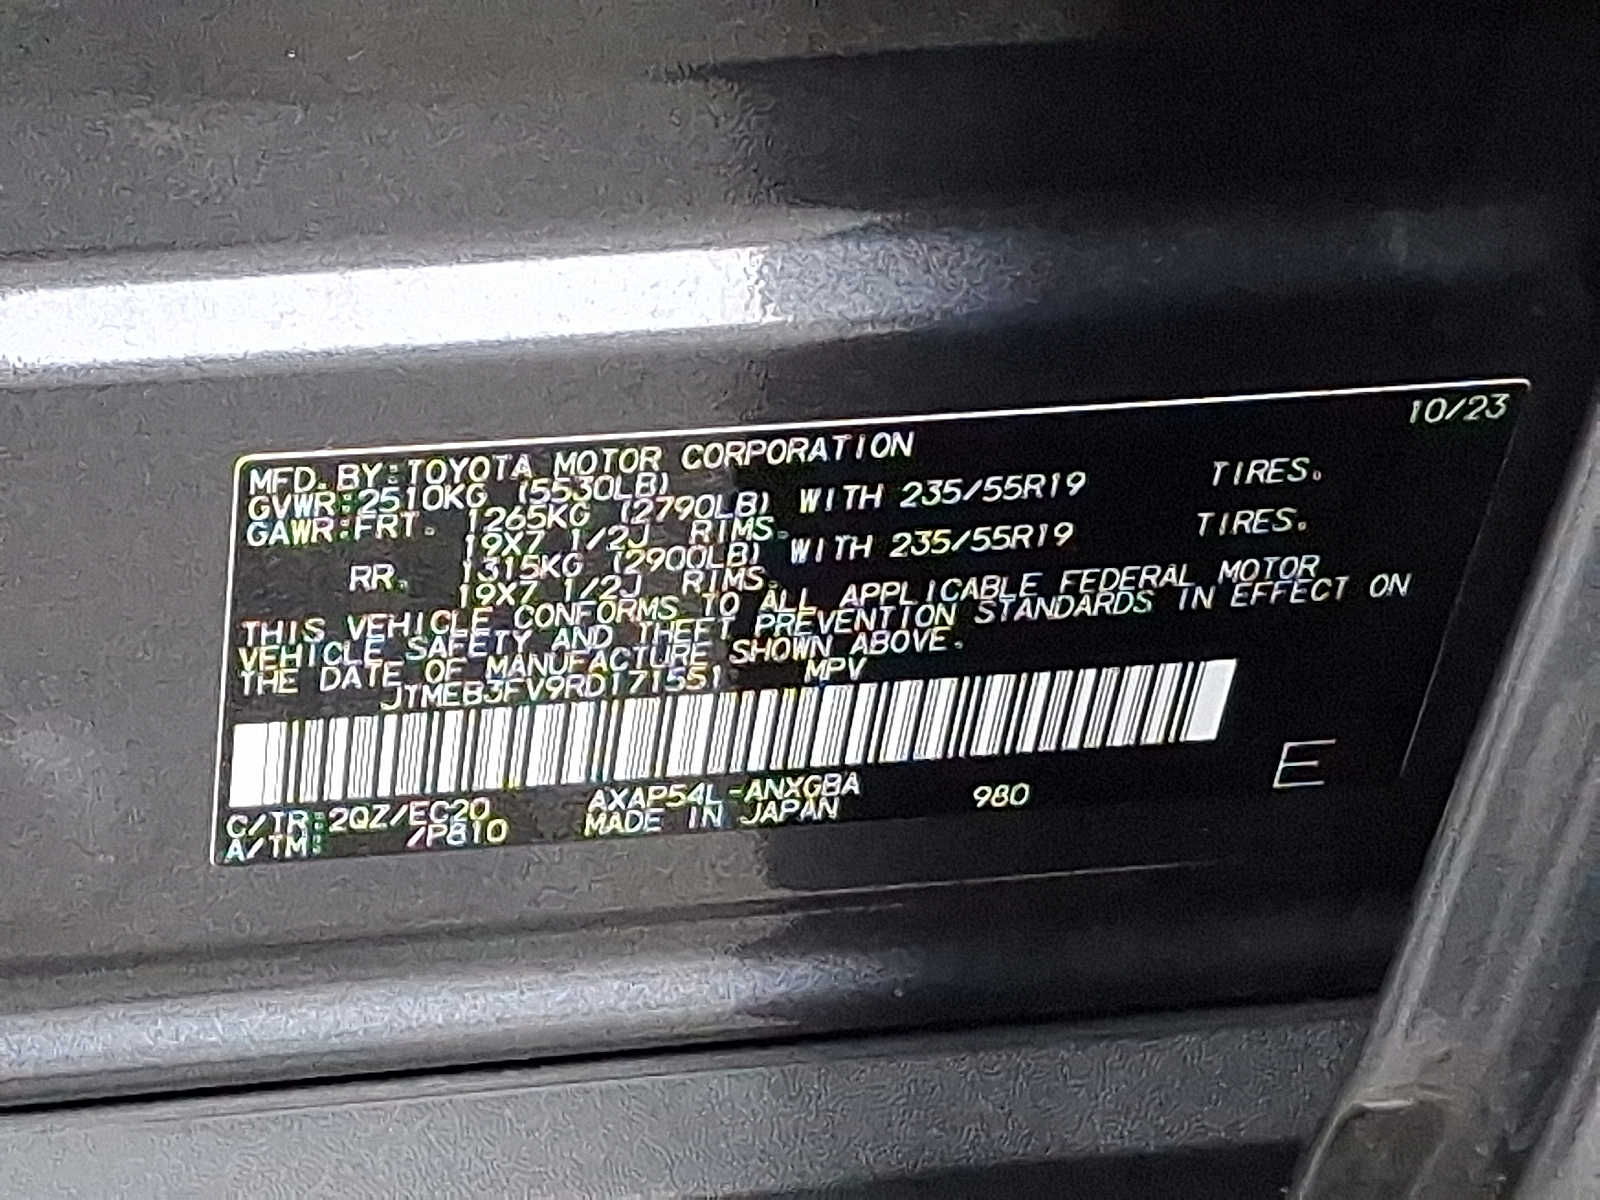 10/23
MFD. BY:TOYOTA MOTOR CORPORATION
GVWR:2510KG (5530LB)
GAWR:FRT. 1265KG (2790LB) WITH 235/55R19 TIRES.
19X7 1/2J RIMS.
RR. 1315KG (2900LB) WITH 235/55R19 TIRES.
19X7 1/2J RIMS.
THIS VEHICLE CONFORMS TO ALL APPLICABLE FEDERAL MOTOR
VEHICLE SAFETY AND THEFT PREVENTION STANDARDS IN EFFECT ON
THE DATE OF MANUFACTURE SHOWN ABOVE.
JTMEB3FV9RD171551 MPV
C/TR:2QZ/EC20 AXAP54L-ANXGBA 980 E
A/TM: /P810 MADE IN JAPAN